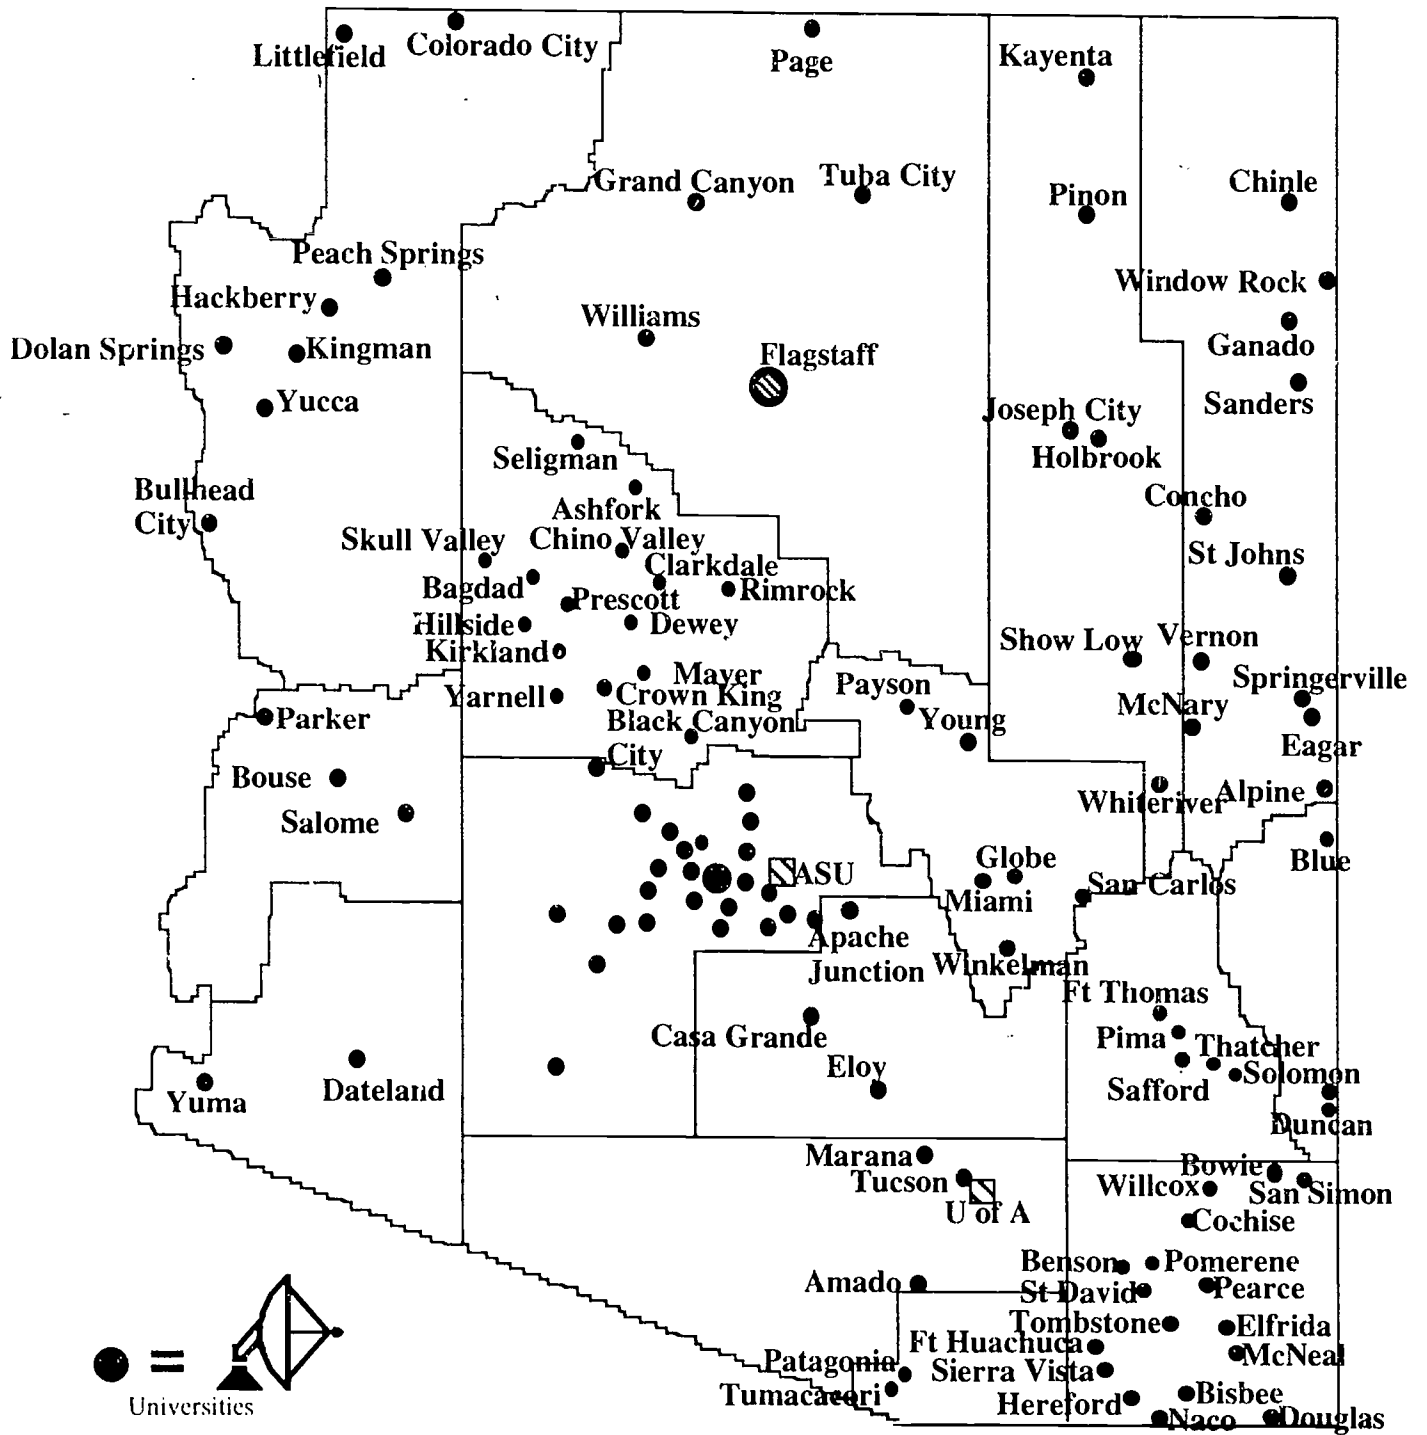 Littlefield
Colorado City
Page
Kayenta
Grand Canyon
Tuba City
Pinon
Chinle
Peach Springs
Window Rock
Hackberry
Williams
Ganado
Dolan Springs
Kingman
Flagstaff
Yucca
Sanders
Joseph City
Holbrook
Seligman
Bullhead
City
Ashfork
Concho
Skull Valley
Chino Valley
St Johns
Clarkdale
Bagdad
Prescott
Rimrock
Hillside
Dewey
Kirkland
Show Low
Vernon
Mayer
Springerville
Yarnell
Crown King
Payson
McNary
Parker
Black Canyon
City
Young
Eagar
Bouse
Whiteriver
Alpine
Salome
Blue
ASU
Globe
Miami
San Carlos
Apache
Junction
Winkelman
Ft Thomas
Casa Grande
Pima
Thatcher
Eloy
Solomon
Safford
Dateland
Yuma
Duncan
Marana
Tucson
U of A
Bowie
Willcox
San Simon
Cochise
Benson
Pomerene
Amado
St David
Pearce
Tombstone
Elfrida
Ft Huachuca
McNeal
Patagonia
Sierra Vista
Tumacacori
Hereford
Bisbee
Naco
Douglas
=
Universities